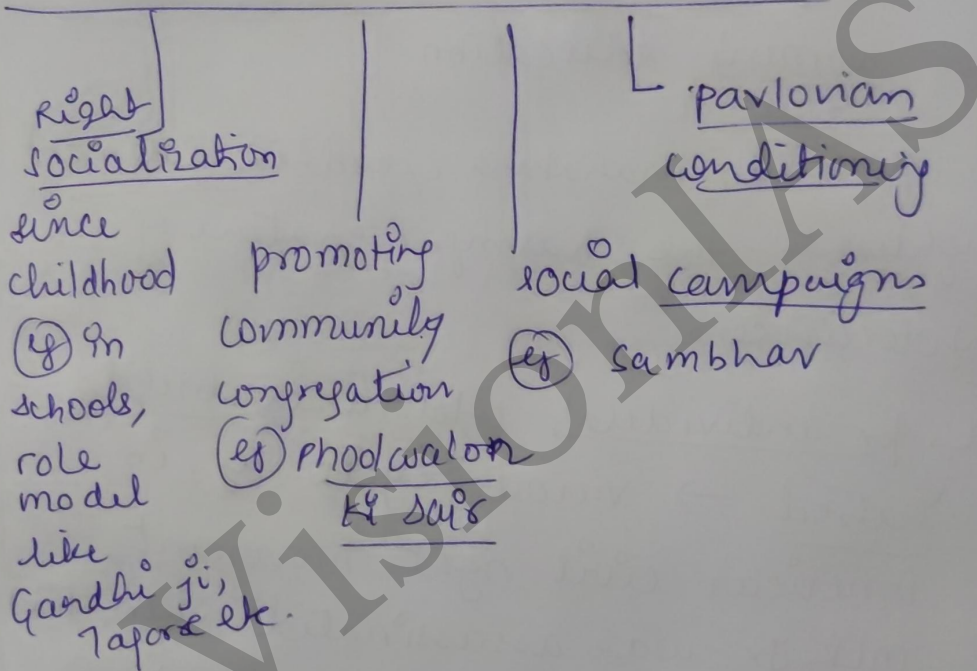 Right
socialization
since
childhood
eg in
schools,
role
model
like
Gandhi ji,
Tagore etc.
promoting
community
congregation
eg Phoolwalon
Ki sair
social campaigns
eg sambhav
pavlovian
conditioning
VisionIAS